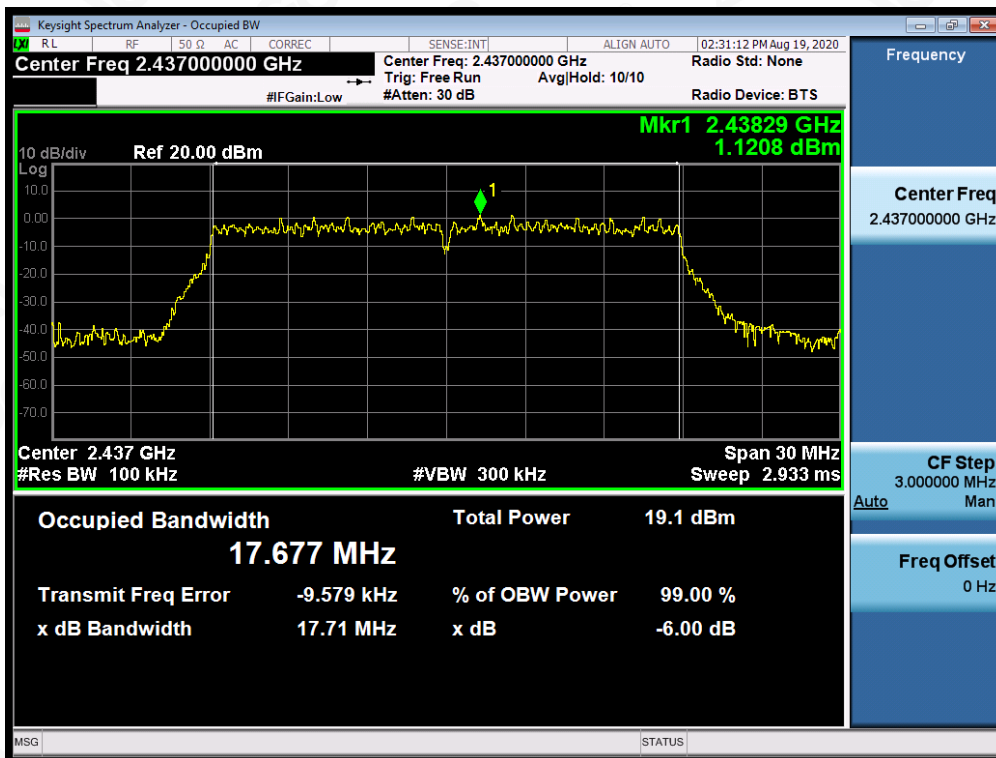 Keysight Spectrum Analyzer - Occupied BW
LXI RL RF 50 Ω AC CORREC SENSE:INT ALIGN AUTO 02:31:12 PM Aug 19, 2020
Center Freq 2.437000000 GHz
#IFGain:Low
Center Freq: 2.437000000 GHz
Trig: Free Run Avg|Hold: 10/10
#Atten: 30 dB
Radio Std: None
Radio Device: BTS
Mkr1 2.43829 GHz
1.1208 dBm
10 dB/div Ref 20.00 dBm
Log
10.0
0.00
-10.0
-20.0
-30.0
-40.0
-50.0
-60.0
-70.0
1
Center 2.437 GHz Span 30 MHz
#Res BW 100 kHz #VBW 300 kHz Sweep 2.933 ms
Occupied Bandwidth Total Power 19.1 dBm
17.677 MHz
Transmit Freq Error -9.579 kHz % of OBW Power 99.00 %
x dB Bandwidth 17.71 MHz x dB -6.00 dB
Frequency
Center Freq
2.437000000 GHz
CF Step
3.000000 MHz
Auto Man
Freq Offset
0 Hz
MSG STATUS